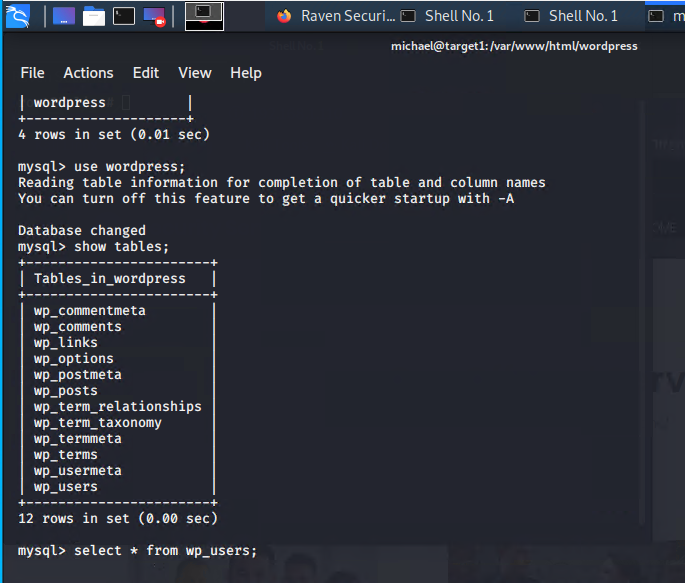 Raven Securi... Shell No. 1 Shell No. 1 m
michael@target1: /var/www/html/wordpress
File Actions Edit View Help
| wordpress |
+--------------------+
4 rows in set (0.01 sec)
mysql> use wordpress;
Reading table information for completion of table and column names
You can turn off this feature to get a quicker startup with -A
Database changed
mysql> show tables;
+-----------------------+
| Tables_in_wordpress |
+-----------------------+
| wp_commentmeta |
| wp_comments |
| wp_links |
| wp_options |
| wp_postmeta |
| wp_posts |
| wp_term_relationships |
| wp_term_taxonomy |
| wp_termmeta |
| wp_terms |
| wp_usermeta |
| wp_users |
+-----------------------+
12 rows in set (0.00 sec)
mysql> select * from wp_users;